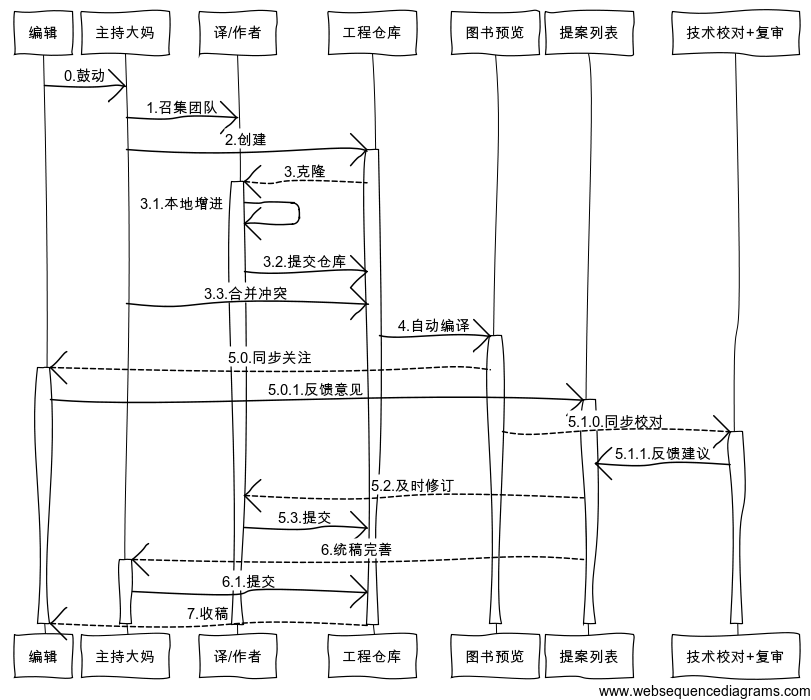 编辑
主持大妈
译/作者
工程仓库
图书预览
提案列表
技术校对+复审
0.鼓动
1.召集团队
2.创建
3.克隆
3.1.本地增进
3.2.提交仓库
3.3.合并冲突
4.自动编译
5.0.同步关注
5.0.1.反馈意见
5.1.0.同步校对
5.1.1.反馈建议
5.2.及时修订
5.3.提交
6.统稿完善
6.1.提交
7.收稿
编辑
主持大妈
译/作者
工程仓库
图书预览
提案列表
技术校对+复审
www.websequencediagrams.com